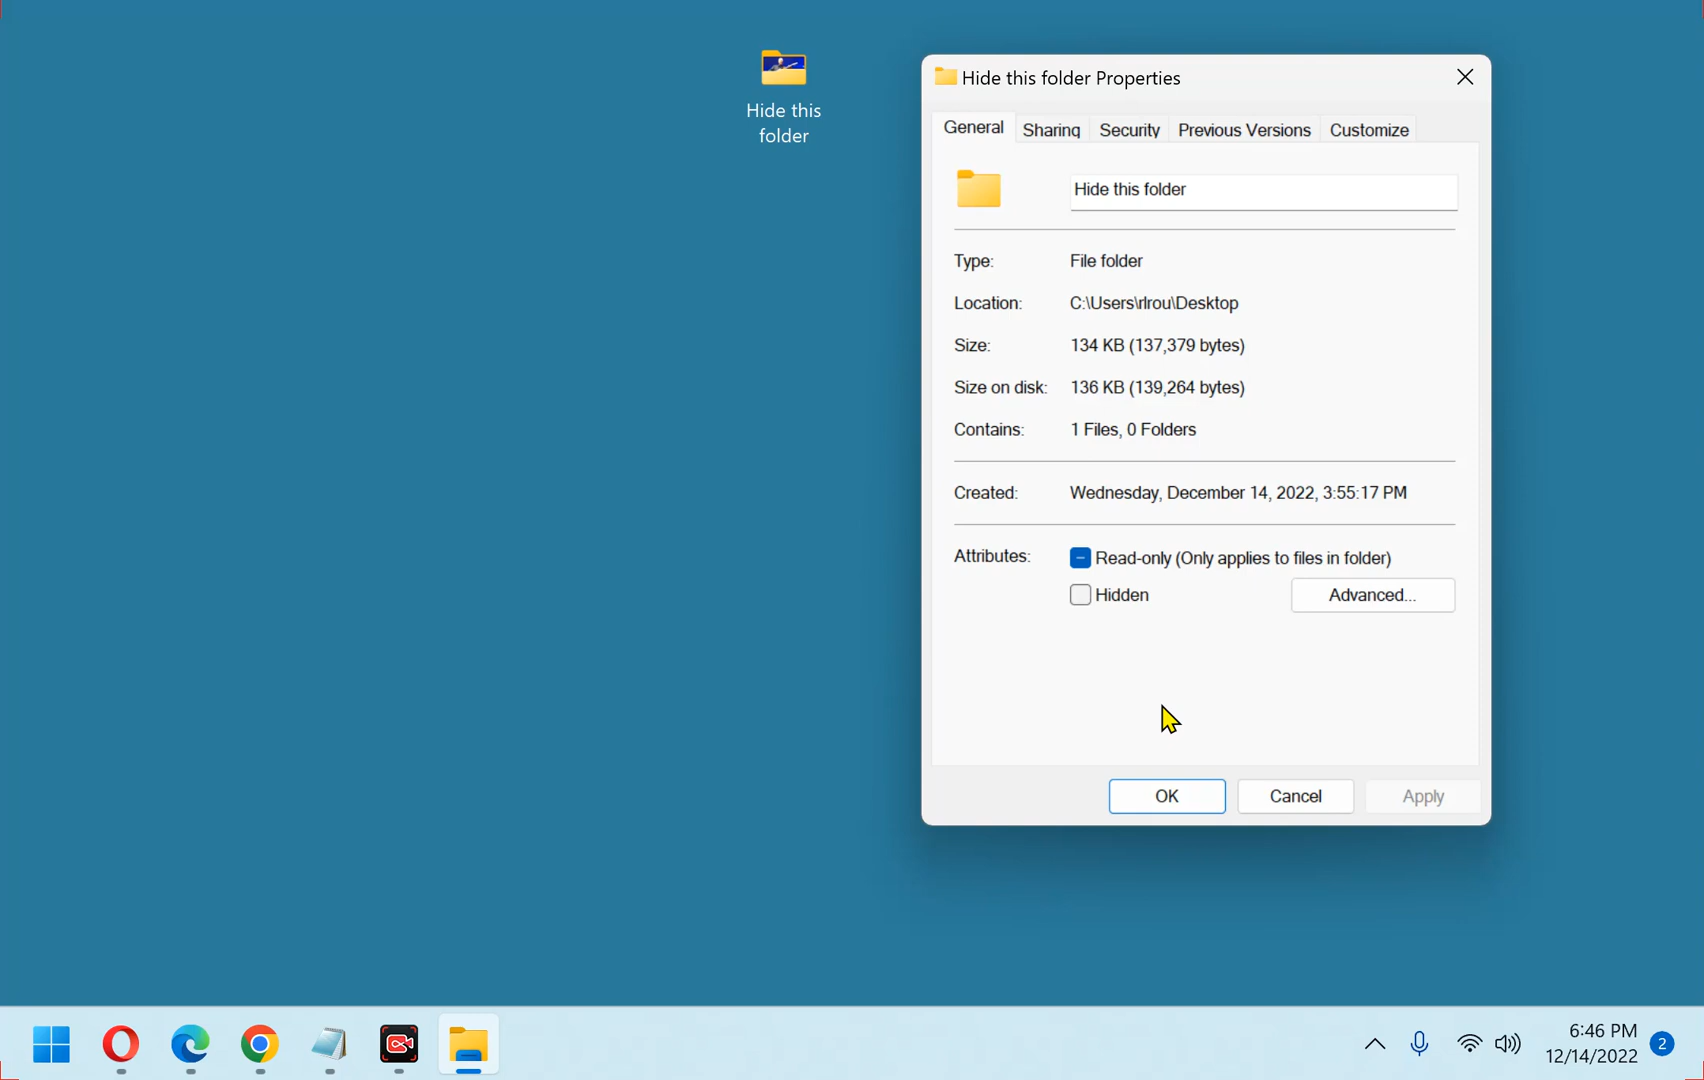 Hide this
folder
Hide this folder Properties
General Sharing Security Previous Versions Customize
Hide this folder
Type: File folder
Location: C:\Users\rlrou\Desktop
Size: 134 KB (137,379 bytes)
Size on disk: 136 KB (139,264 bytes)
Contains: 1 Files, 0 Folders
Created: Wednesday, December 14, 2022, 3:55:17 PM
Attributes: Read-only (Only applies to files in folder)
Hidden Advanced...
OK Cancel Apply
6:46 PM
12/14/2022 2